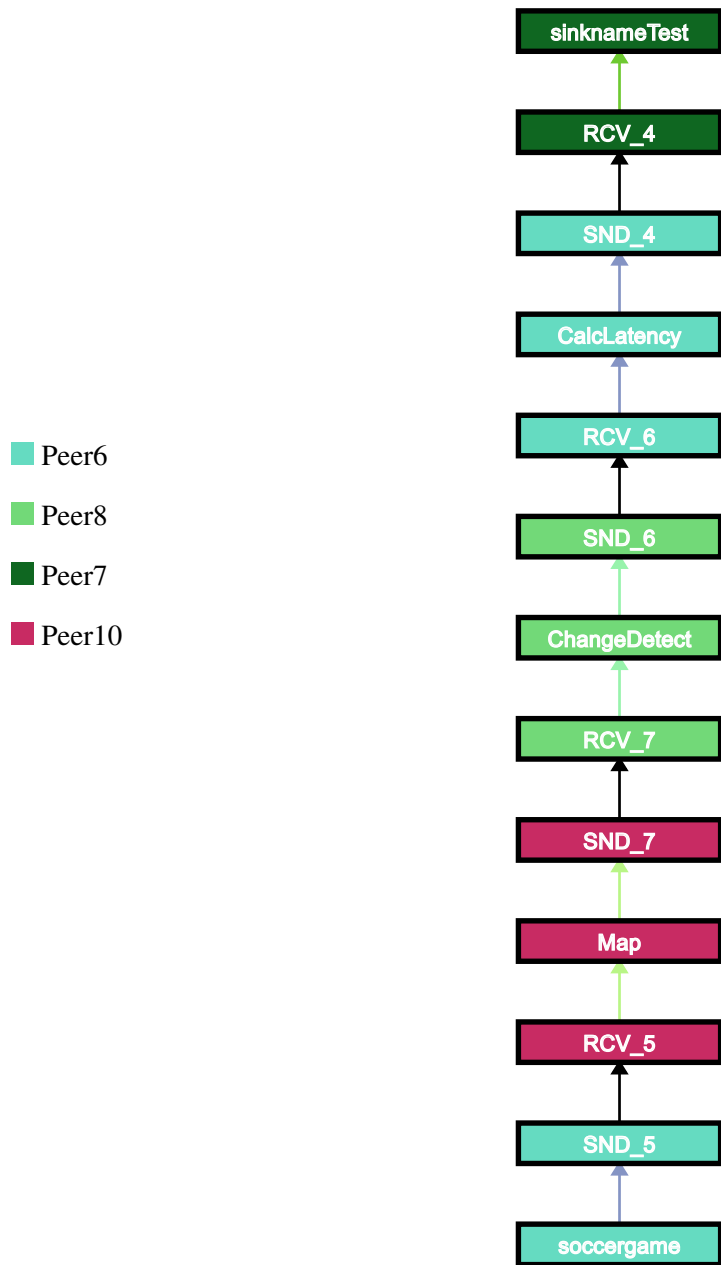 sinknameTest
RCV_4
SND_4
CalcLatency
RCV_6
SND_6
ChangeDetect
RCV_7
SND_7
Map
RCV_5
SND_5
soccergame
Peer6
Peer8
Peer7
Peer10